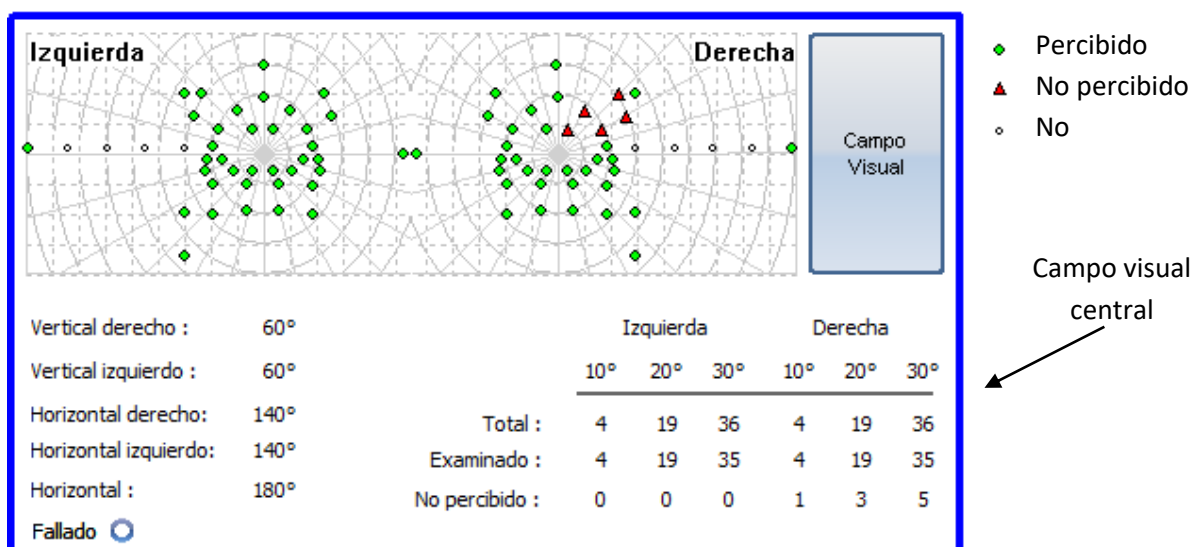 Izquierda
Derecha
Campo
Visual
Percibido
No percibido
No
Campo visual
central
Vertical derecho : 60°
Vertical izquierdo : 60°
Horizontal derecho: 140°
Horizontal izquierdo: 140°
Horizontal : 180°
Fallado
Izquierda Derecha
10° 20° 30° 10° 20° 30°
Total : 4 19 36 4 19 36
Examinado : 4 19 35 4 19 35
No percibido : 0 0 0 1 3 5